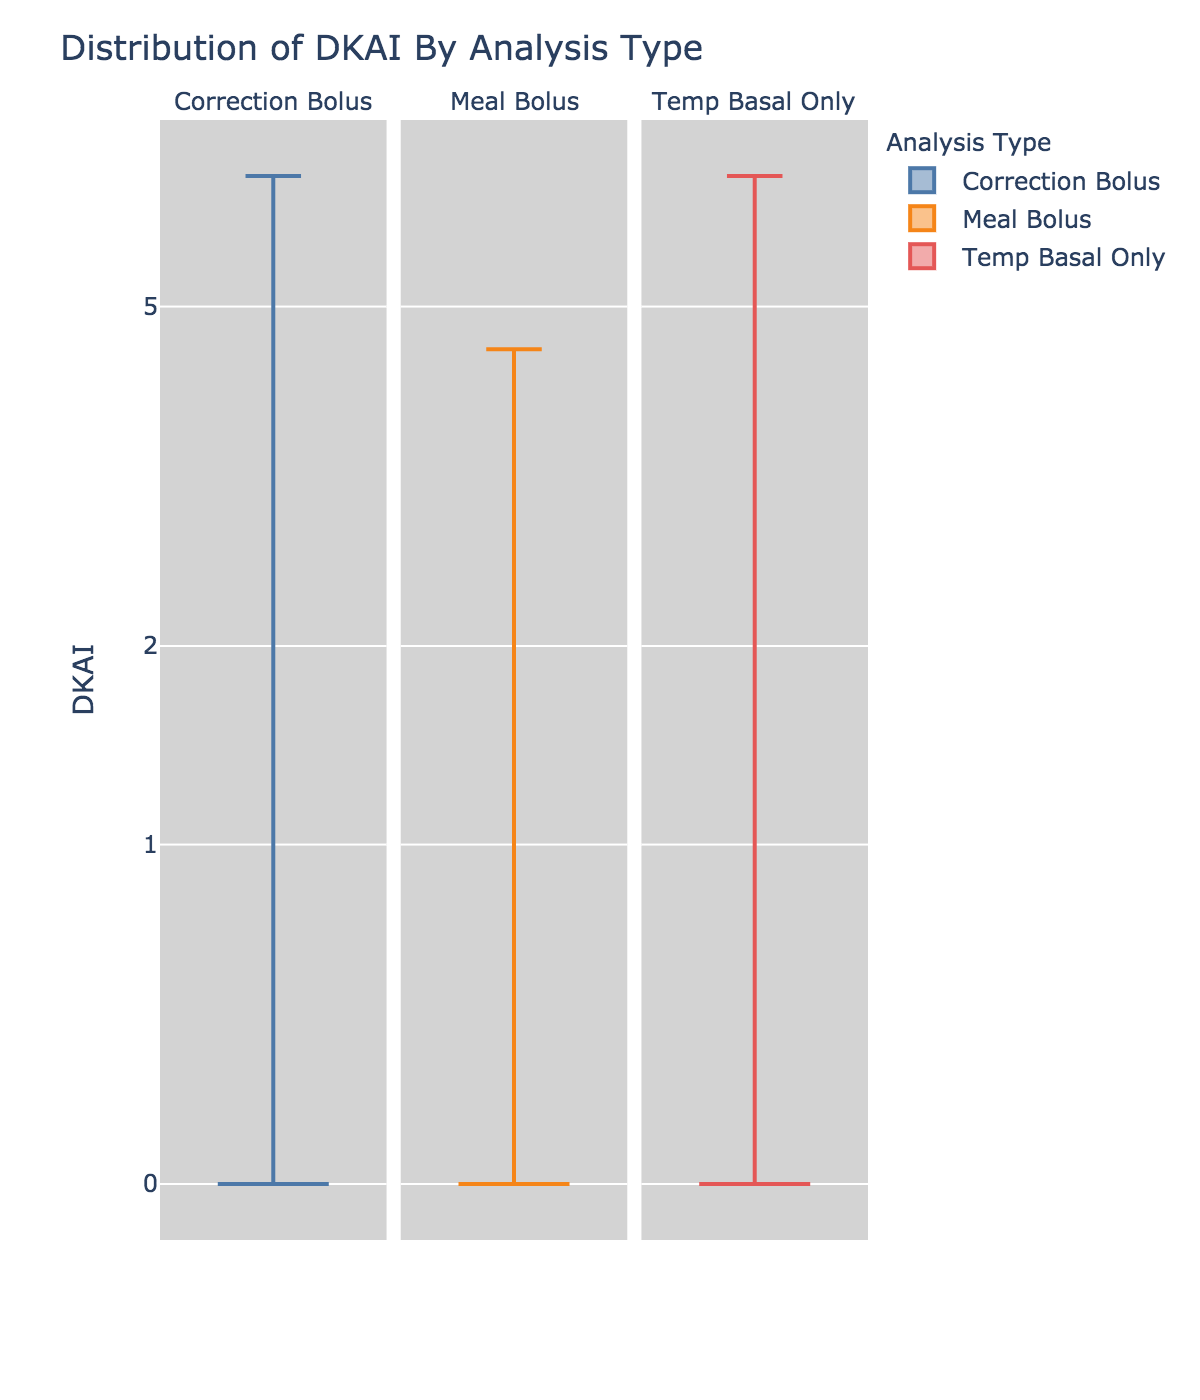 Distribution of DKAI By Analysis Type
Correction Bolus
Meal Bolus
Temp Basal Only
Analysis Type
Correction Bolus
Meal Bolus
Temp Basal Only
5
2
1
0
DKAI